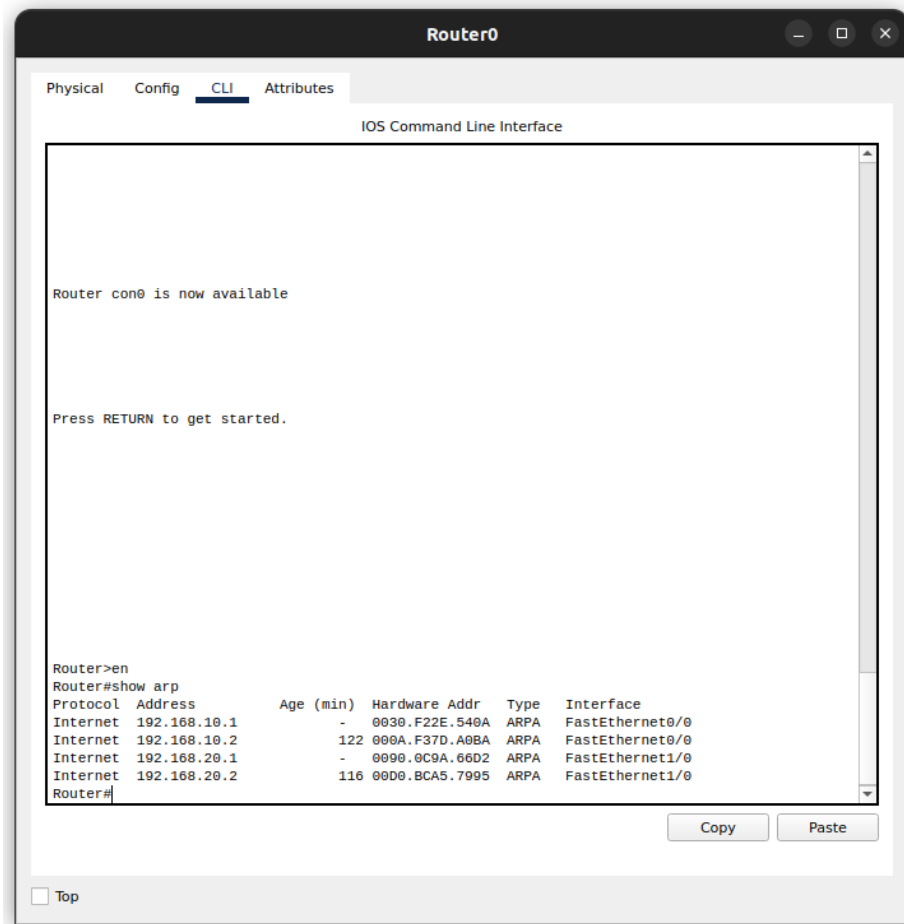 Router0
Physical Config CLI Attributes
IOS Command Line Interface
Router con0 is now available
Press RETURN to get started.
Router>en
Router#show arp
Protocol  Address          Age (min)  Hardware Addr   Type   Interface
Internet  192.168.10.1            -   0030.F22E.540A  ARPA   FastEthernet0/0
Internet  192.168.10.2            122 000A.F37D.A0BA  ARPA   FastEthernet0/0
Internet  192.168.20.1            -   0090.0C9A.66D2  ARPA   FastEthernet1/0
Internet  192.168.20.2            116 00D0.BCA5.7995  ARPA   FastEthernet1/0
Router#
Copy Paste
Top